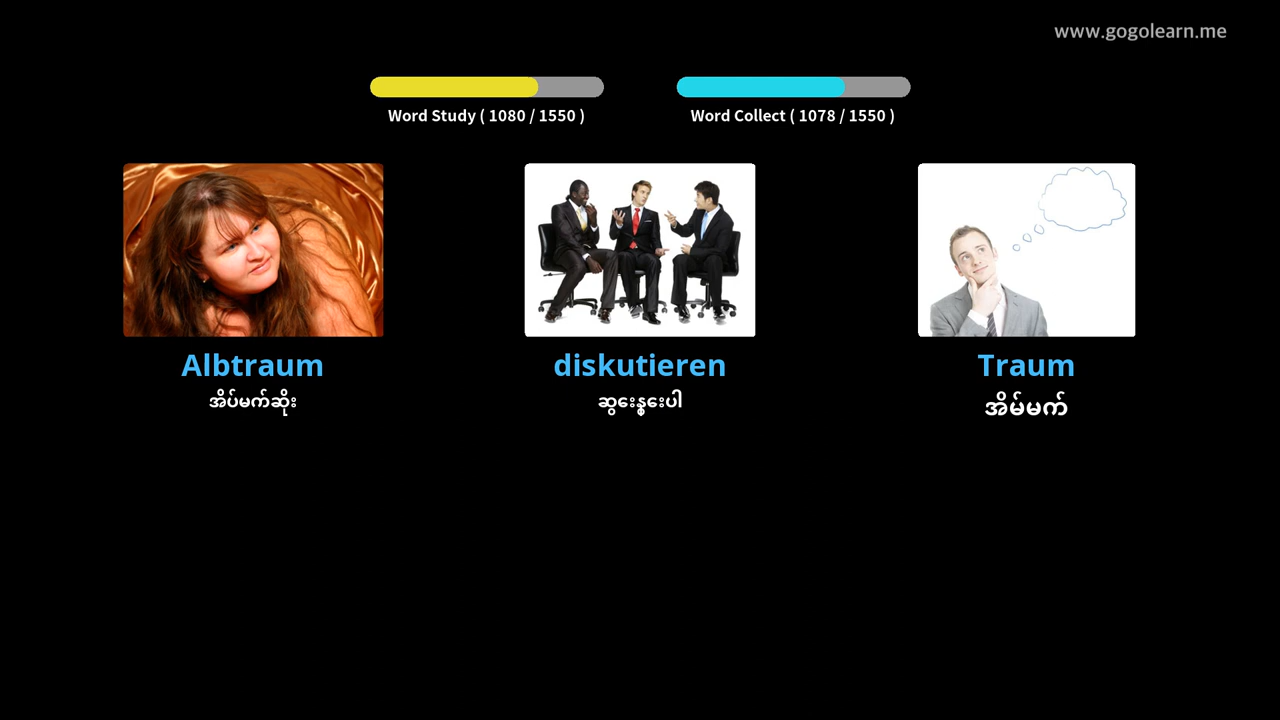 www.gogolearn.me
Word Study ( 1080 / 1550 )
Word Collect ( 1078 / 1550 )
Albtraum
diskutieren
Traum
အိပ်မက်ဆိုး
ဆွေးနွေးပါ
အိမ်မက်